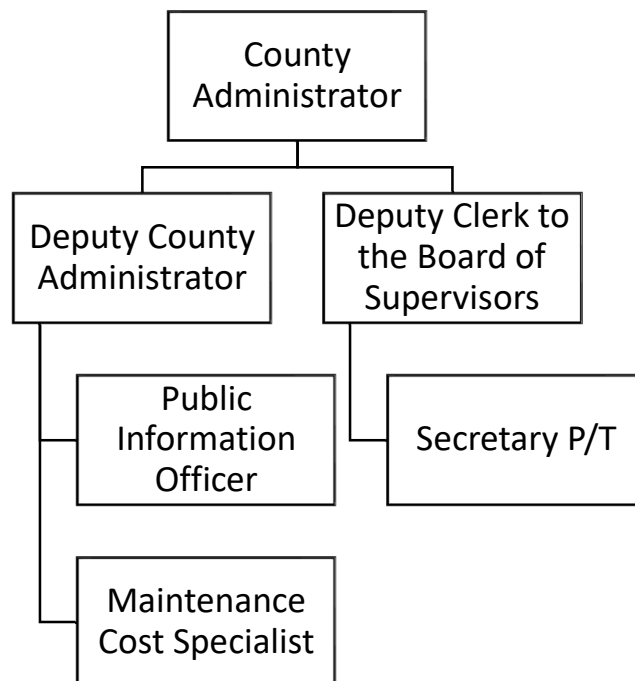 County
Administrator
Deputy County
Administrator
Deputy Clerk to
the Board of
Supervisors
Public
Information
Officer
Secretary P/T
Maintenance
Cost Specialist